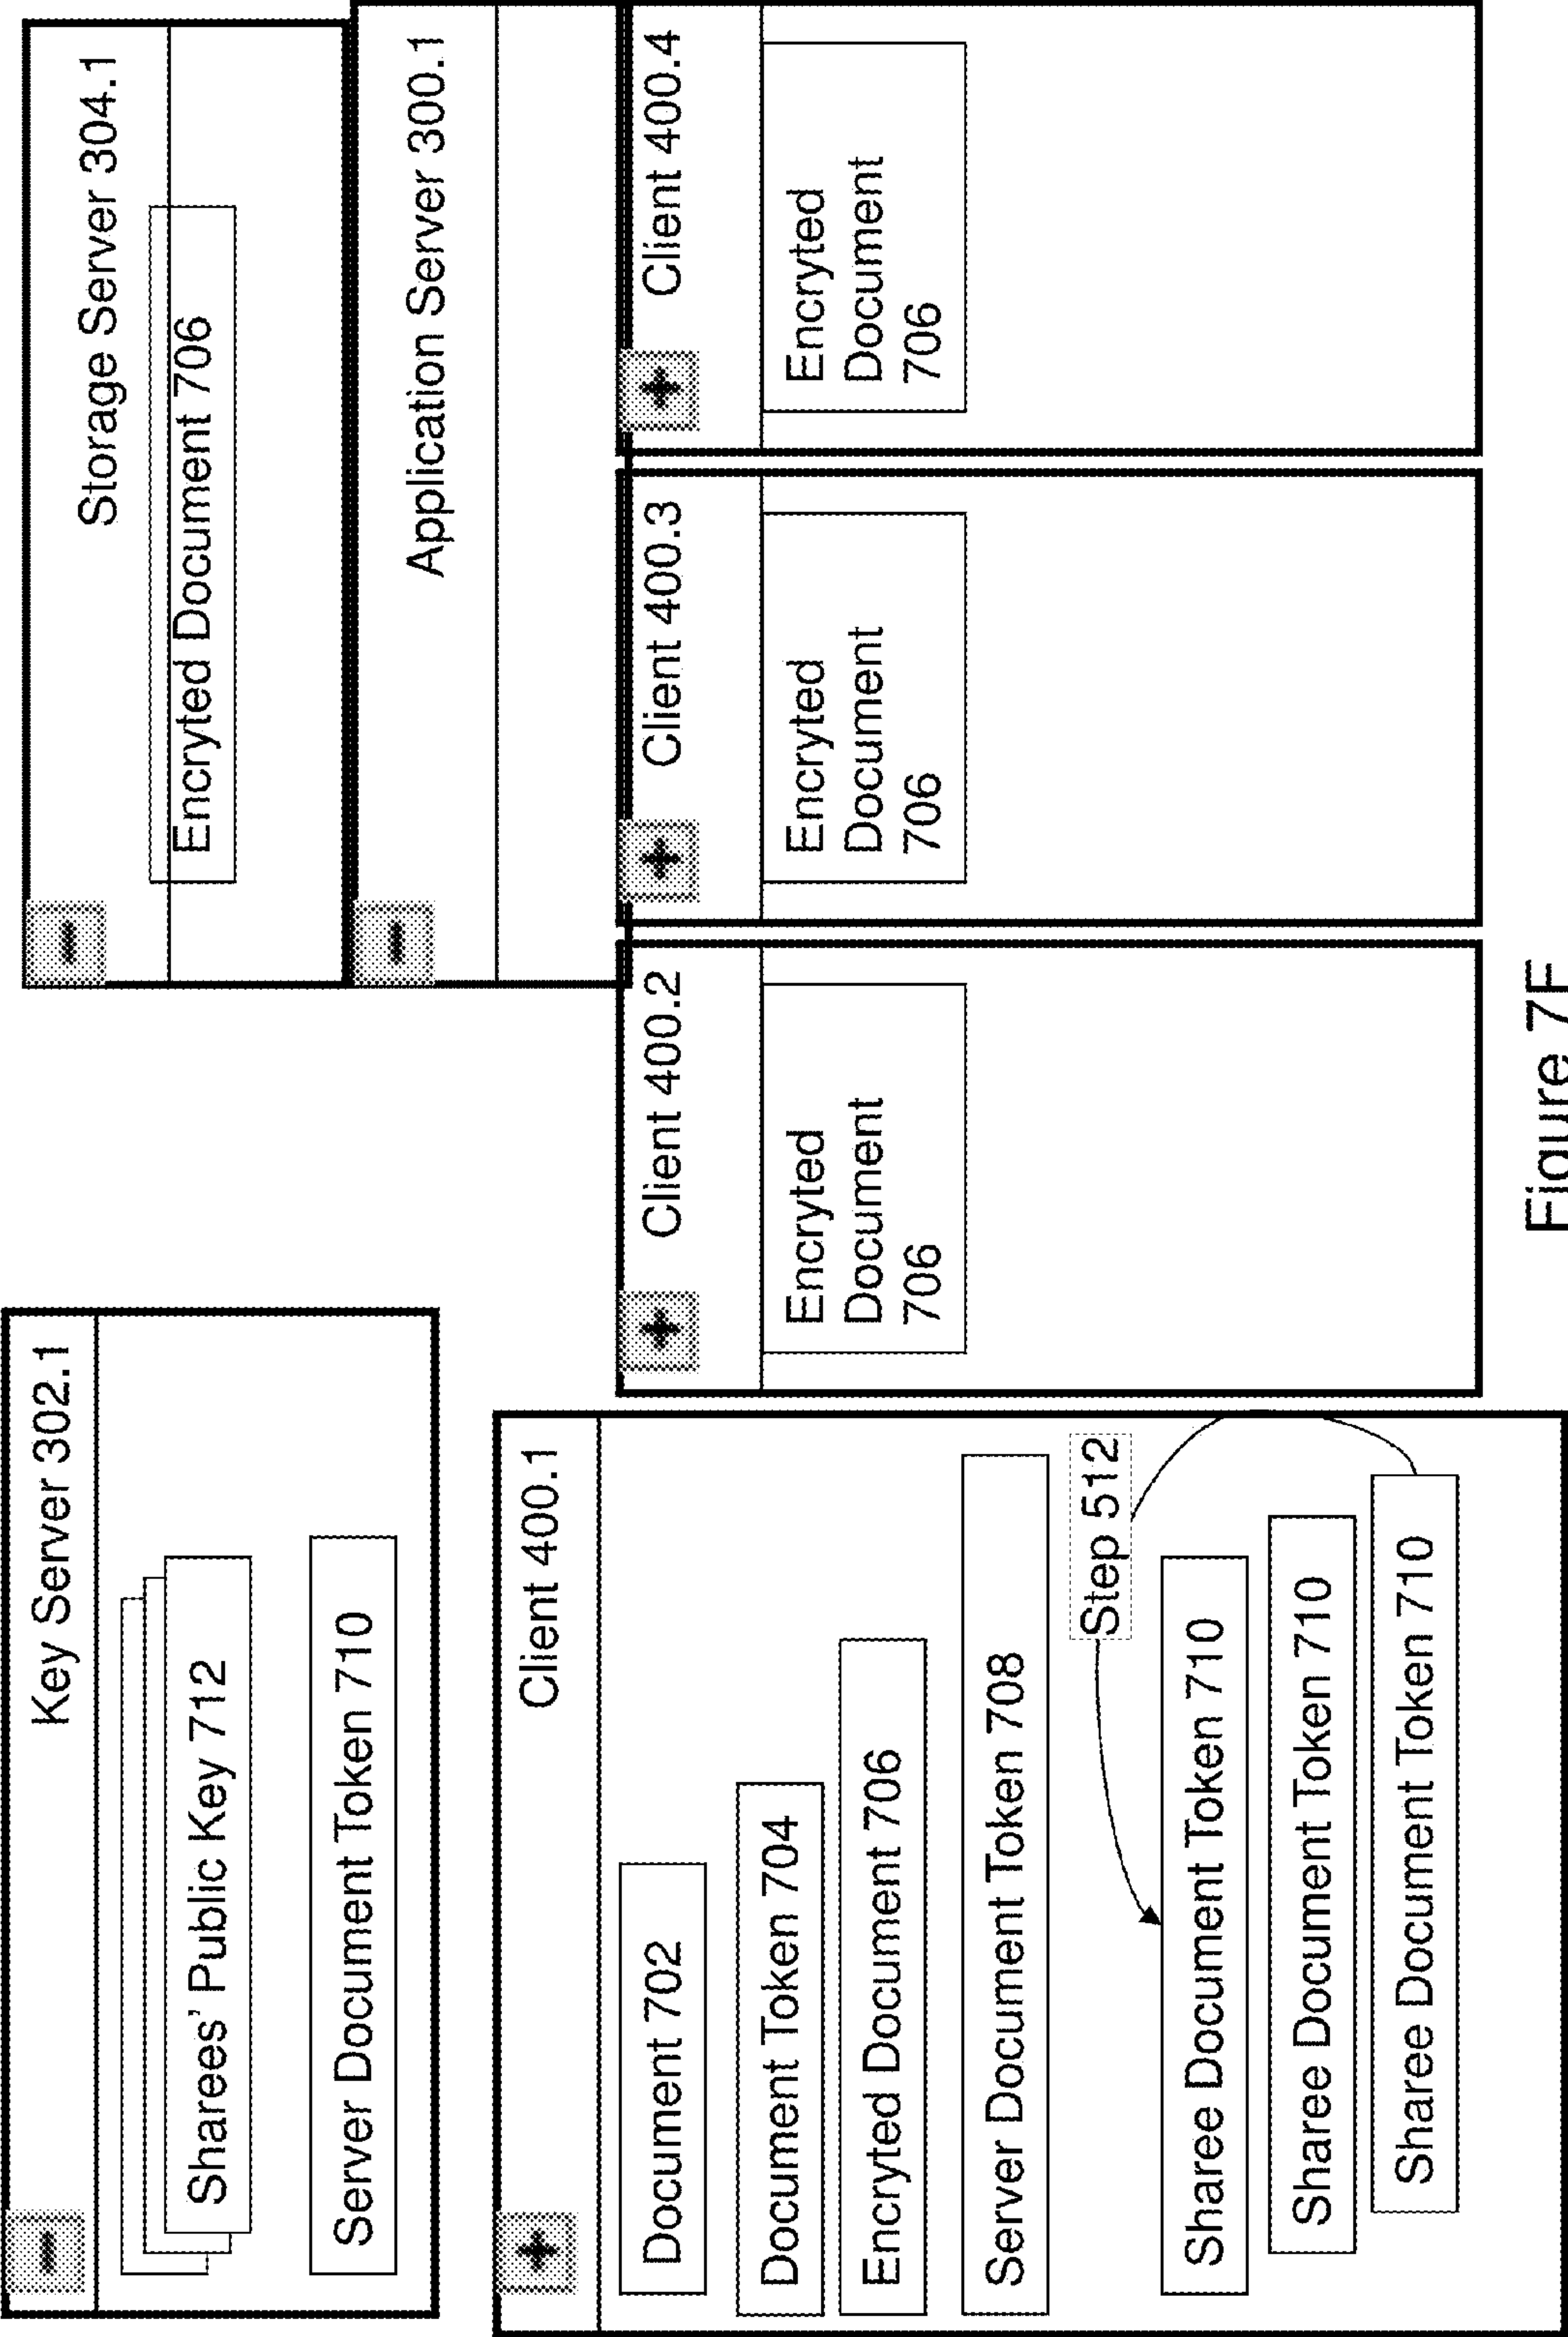 Key Server 302.1
Sharees' Public Key 712
Server Document Token 710
Storage Server 304.1
Encryted Document 706
Application Server 300.1
Client 400.1
Document 702
Document Token 704
Encryted Document 706
Server Document Token 708
Step 512
Sharee Document Token 710
Sharee Document Token 710
Sharee Document Token 710
Client 400.2
Encryted
Document
706
Client 400.3
Encryted
Document
706
Client 400.4
Encryted
Document
706
Figure 7F